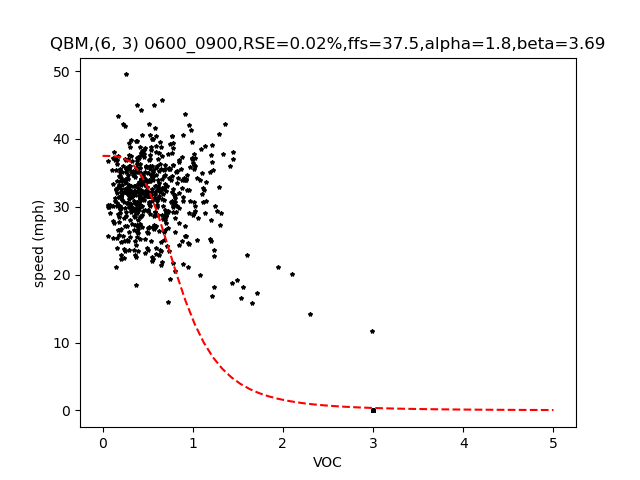 QBM,(6, 3) 0600_0900,RSE=0.02%,ffs=37.5,alpha=1.8,beta=3.69
50
40
30
20
10
0
speed (mph)
0 1 2 3 4 5
VOC